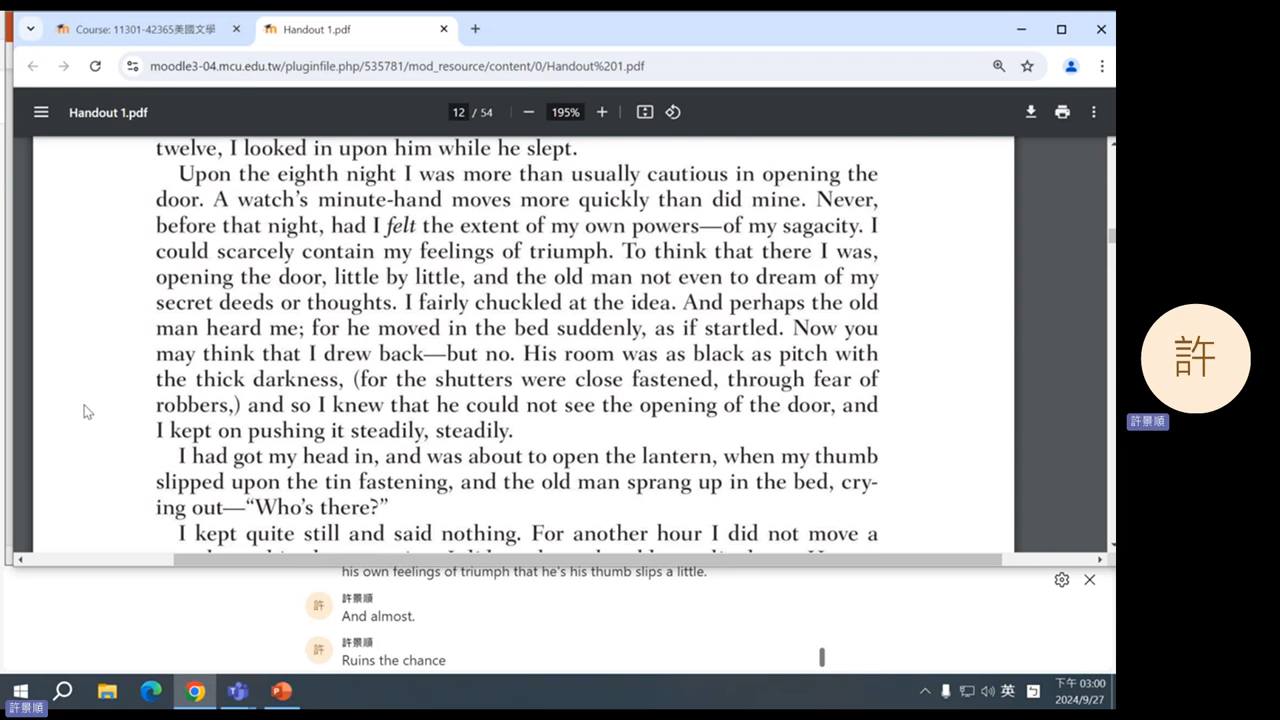 Course: 11301-42365美國文學
Handout 1.pdf
moodle3-04.mcu.edu.tw/pluginfile.php/535781/mod_resource/content/0/Handout%201.pdf
Handout 1.pdf
12 / 54
195%
twelve, I looked in upon him while he slept.
Upon the eighth night I was more than usually cautious in opening the
door. A watch's minute-hand moves more quickly than did mine. Never,
before that night, had I felt the extent of my own powers—of my sagacity. I
could scarcely contain my feelings of triumph. To think that there I was,
opening the door, little by little, and the old man not even to dream of my
secret deeds or thoughts. I fairly chuckled at the idea. And perhaps the old
man heard me; for he moved in the bed suddenly, as if startled. Now you
may think that I drew back—but no. His room was as black as pitch with
the thick darkness, (for the shutters were close fastened, through fear of
robbers,) and so I knew that he could not see the opening of the door, and
I kept on pushing it steadily, steadily.
I had got my head in, and was about to open the lantern, when my thumb
slipped upon the tin fastening, and the old man sprang up in the bed, cry-
ing out—“Who's there?”
I kept quite still and said nothing. For another hour I did not move a
his own feelings of triumph that he's his thumb slips a little.
許
許景順
And almost.
許
許景順
Ruins the chance
許
許景順
英
下午 03:00
2024/9/27
許景順